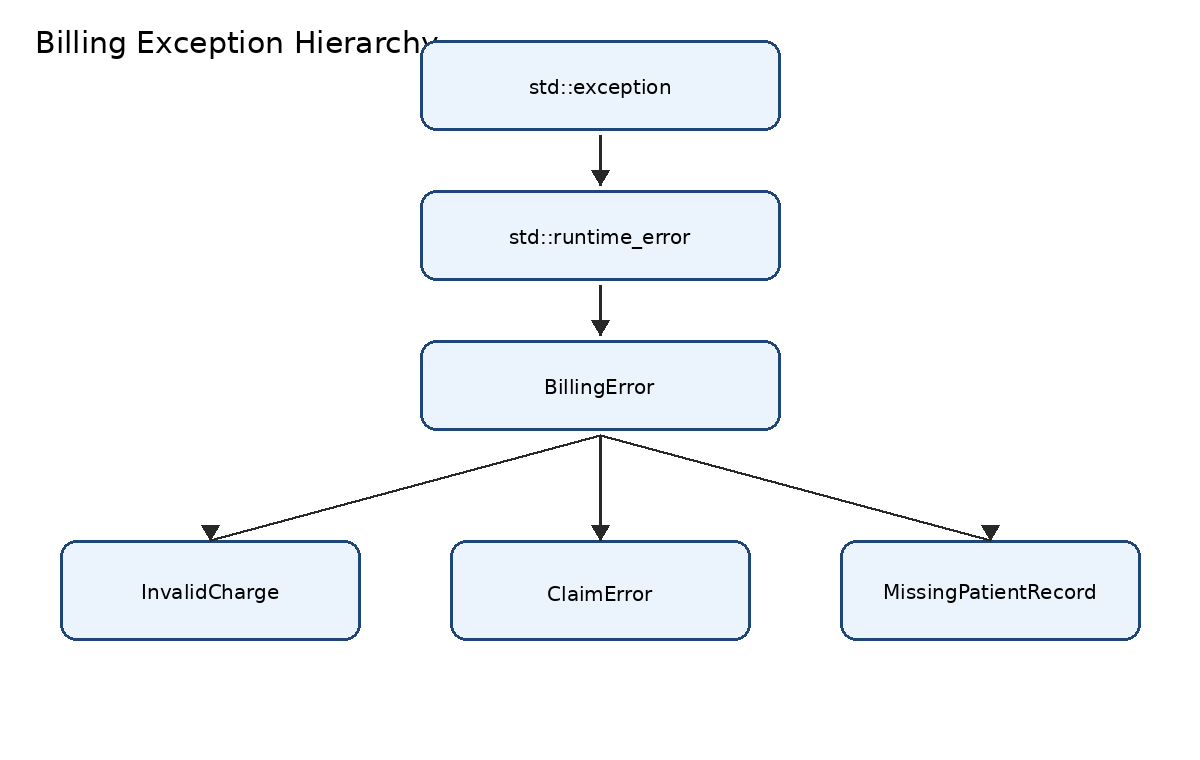 Billing Exception Hierarchy
std::exception
std::runtime_error
BillingError
InvalidCharge
ClaimError
MissingPatientRecord